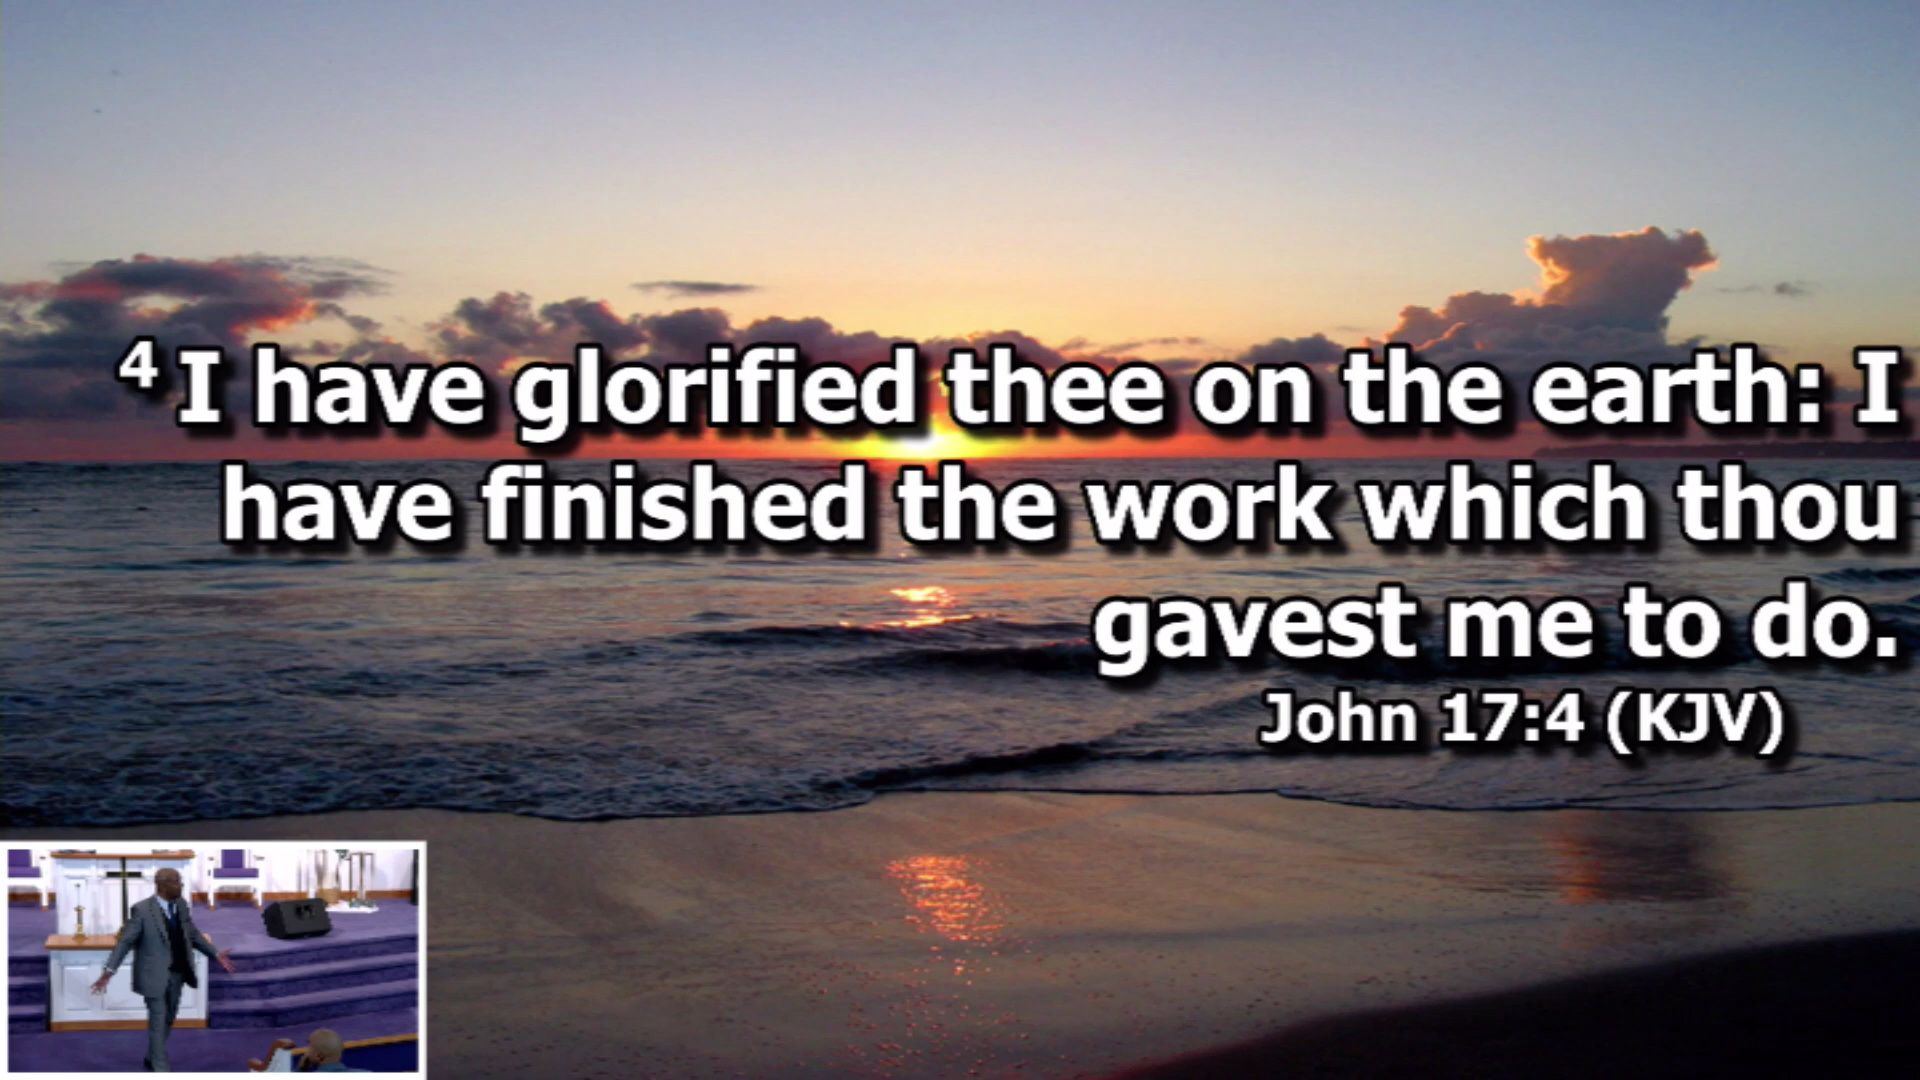 4 I have glorified thee on the earth: I
have finished the work which thou
gavest me to do.
John 17:4 (KJV)